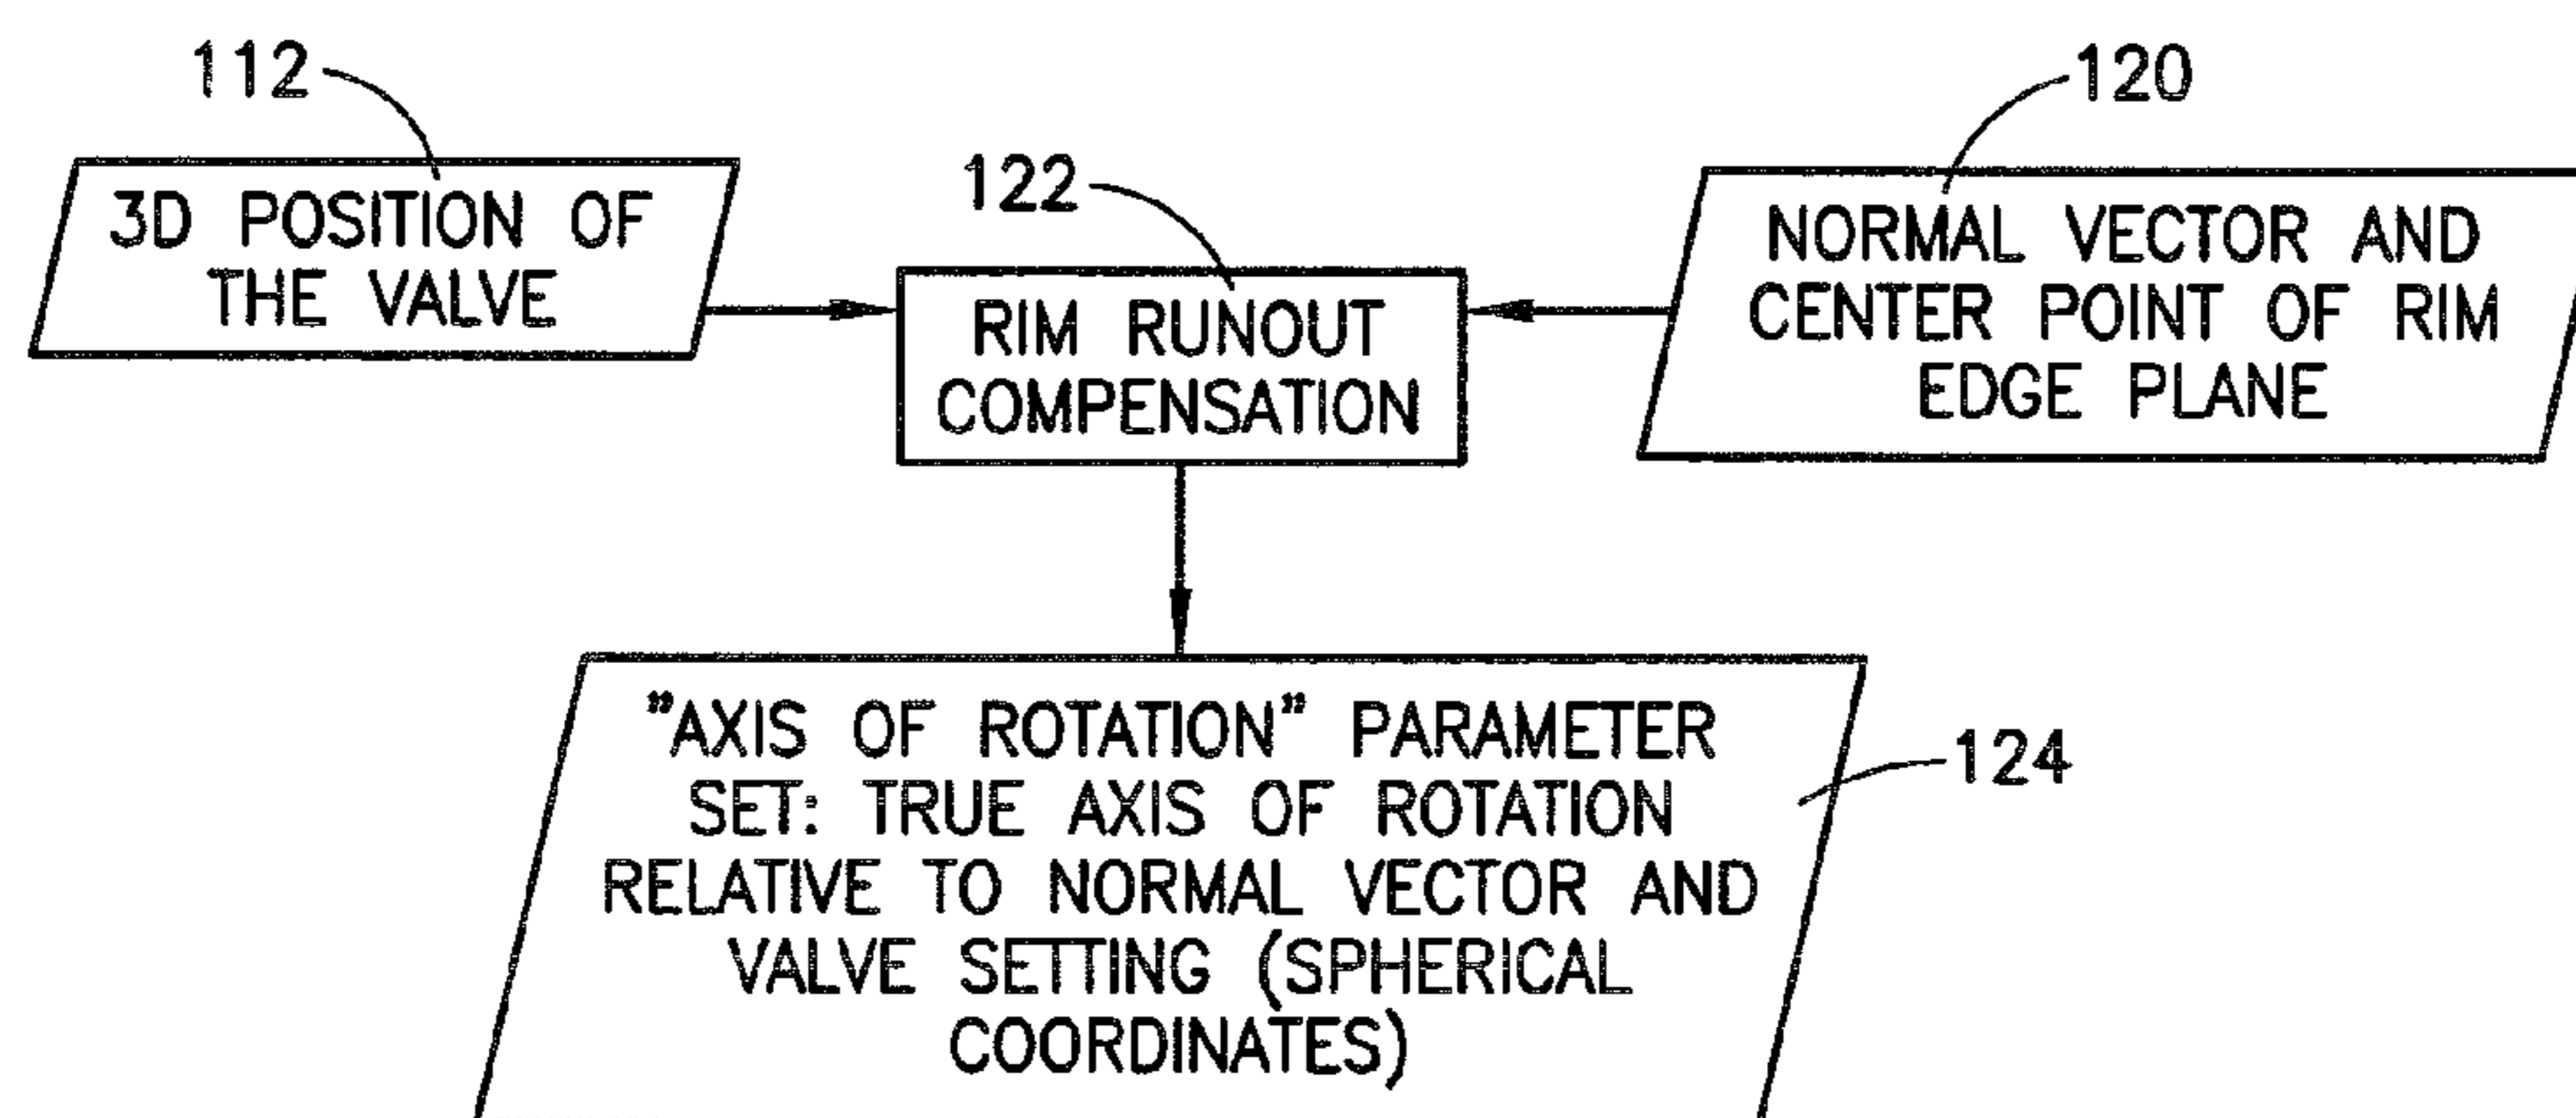 112
3D POSITION OF
THE VALVE
122
RIM RUNOUT
COMPENSATION
120
NORMAL VECTOR AND
CENTER POINT OF RIM
EDGE PLANE
"AXIS OF ROTATION" PARAMETER
SET: TRUE AXIS OF ROTATION
RELATIVE TO NORMAL VECTOR AND
VALVE SETTING (SPHERICAL
COORDINATES)
124